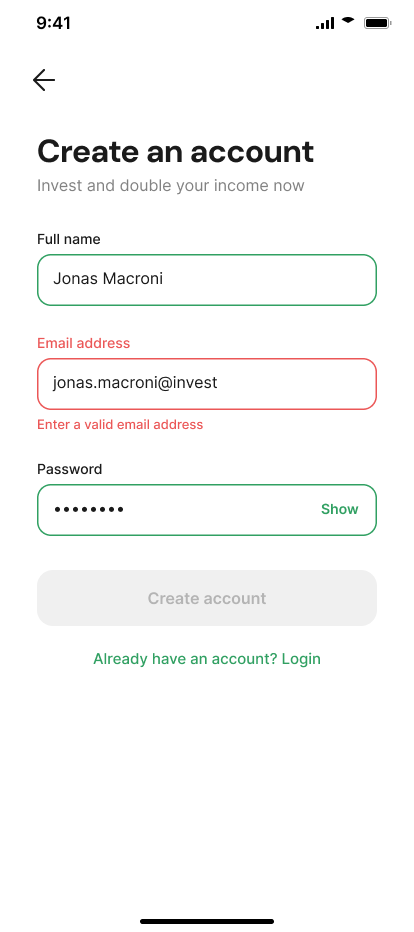 9:41
Create an account
Invest and double your income now
Full name
Jonas Macroni
Email address
jonas.macroni@invest
Enter a valid email address
Password
•••••••• Show
Create account
Already have an account? Login